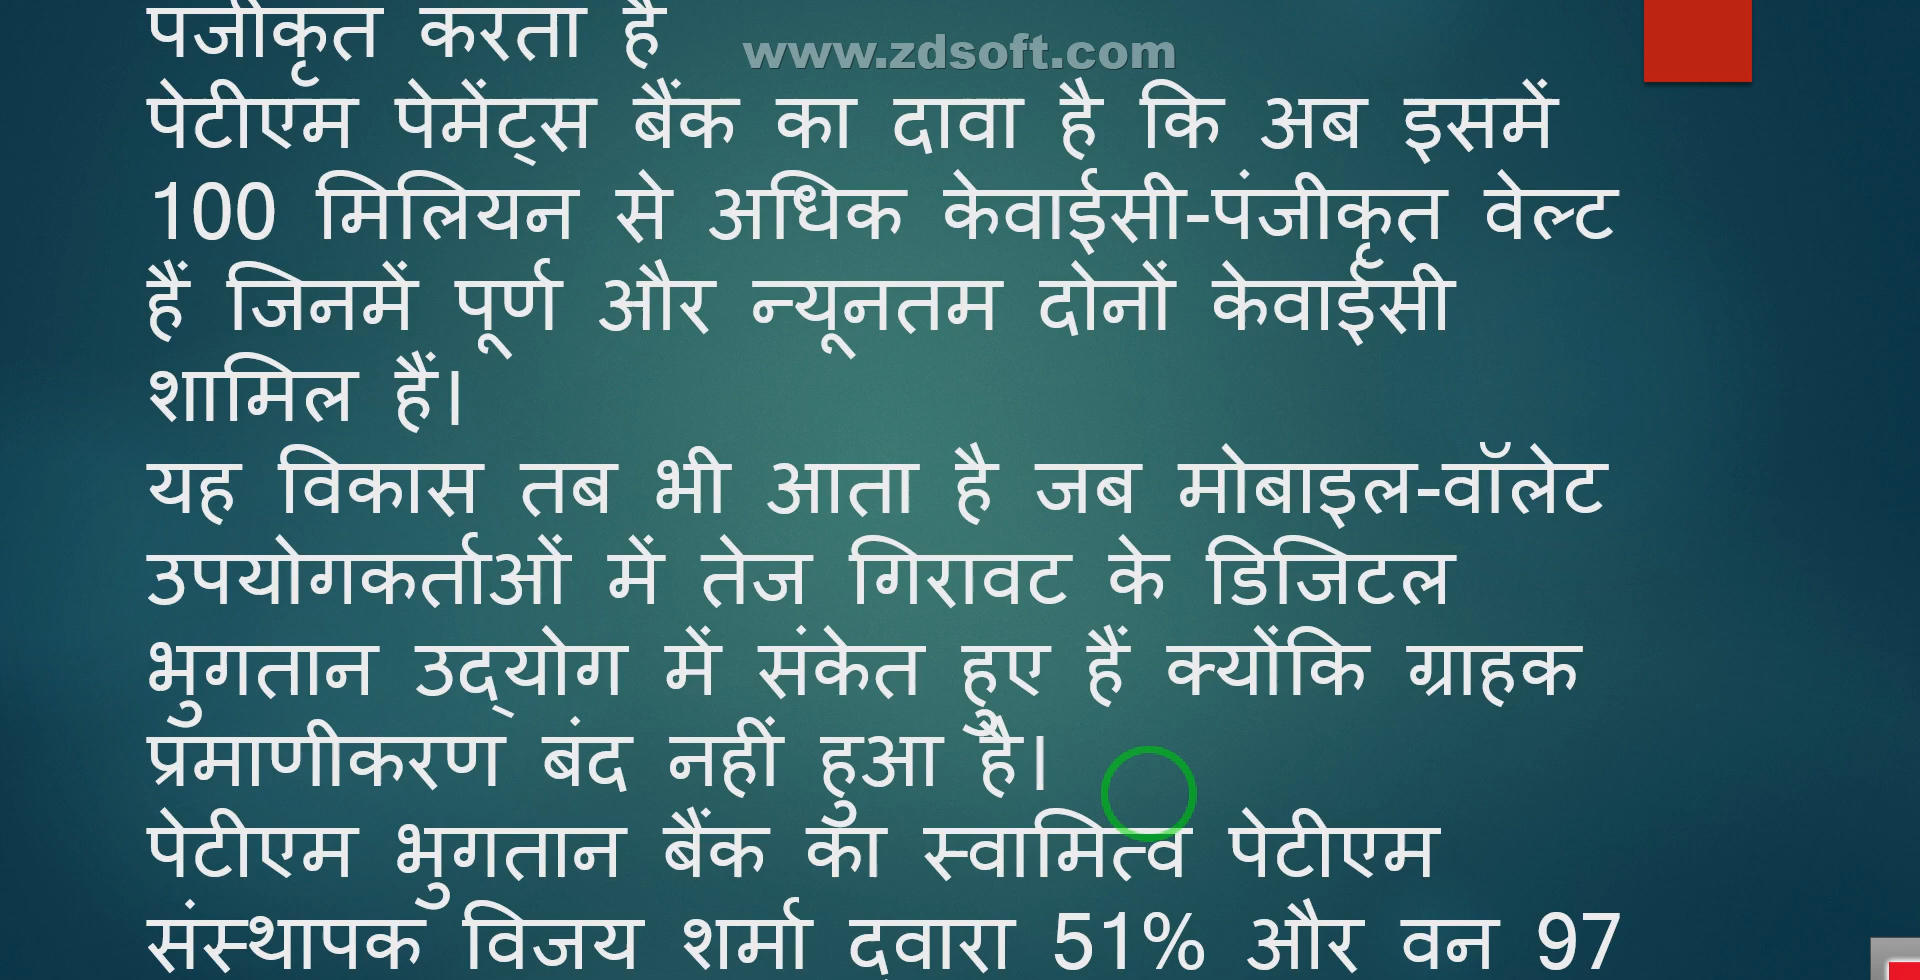 पंजीकृत करता है
www.zdsoft.com
पेटीएम पेमेंट्स बैंक का दावा है कि अब इसमें
100 मिलियन से अधिक केवाईसी-पंजीकृत वेल्ट
हैं जिनमें पूर्ण और न्यूनतम दोनों केवाईसी
शामिल हैं।
यह विकास तब भी आता है जब मोबाइल-वॉलेट
उपयोगकर्ताओं में तेज गिरावट के डिजिटल
भुगतान उद्योग में संकेत हुए हैं क्योंकि ग्राहक
प्रमाणीकरण बंद नहीं हुआ है।
पेटीएम भुगतान बैंक का स्वामित्व पेटीएम
संस्थापक विजय शर्मा द्वारा 51% और वन 97